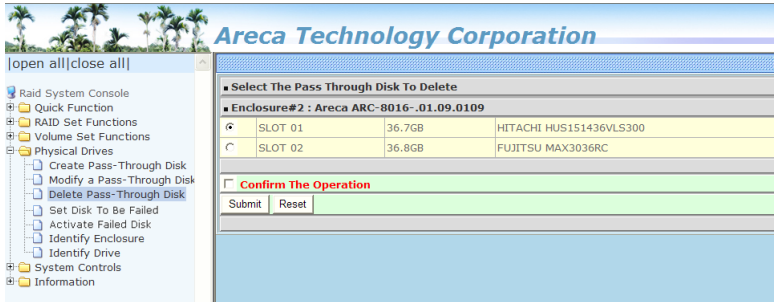 Areca Technology Corporation
|open all|close all|
Raid System Console
Quick Function
RAID Set Functions
Volume Set Functions
Physical Drives
Create Pass-Through Disk
Modify a Pass-Through Disk
Delete Pass-Through Disk
Set Disk To Be Failed
Activate Failed Disk
Identify Enclosure
Identify Drive
System Controls
Information
Select The Pass Through Disk To Delete
Enclosure#2 : Areca ARC-8016-.01.09.0109
SLOT 01 36.7GB HITACHI HUS151436VLS300
SLOT 02 36.8GB FUJITSU MAX3036RC
Confirm The Operation
Submit Reset